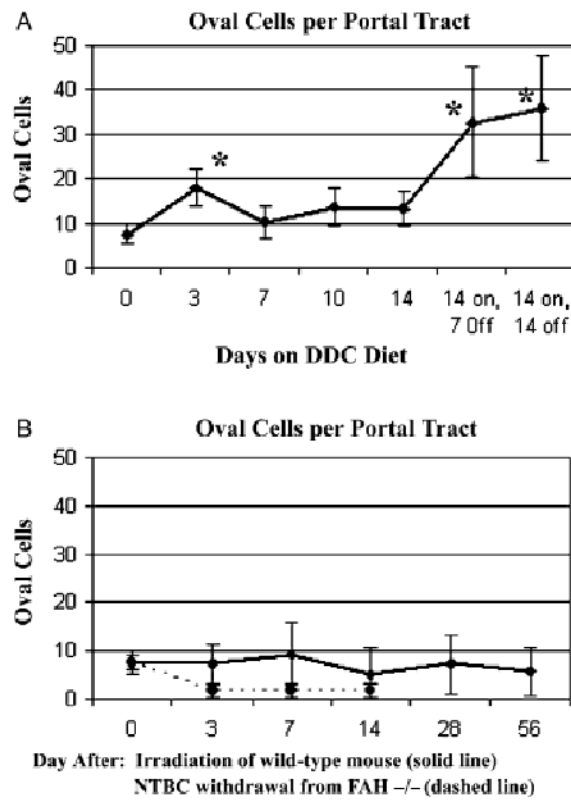 A
Oval Cells per Portal Tract
Oval Cells
50
40
30
20
10
0
*
*
*
0 3 7 10 14 14 on, 14 on,
7 Off 14 off
Days on DDC Diet
B
Oval Cells per Portal Tract
Oval Cells
50
40
30
20
10
0
0 3 7 14 28 56
Day After: Irradiation of wild-type mouse (solid line)
NTBC withdrawal from FAH –/– (dashed line)